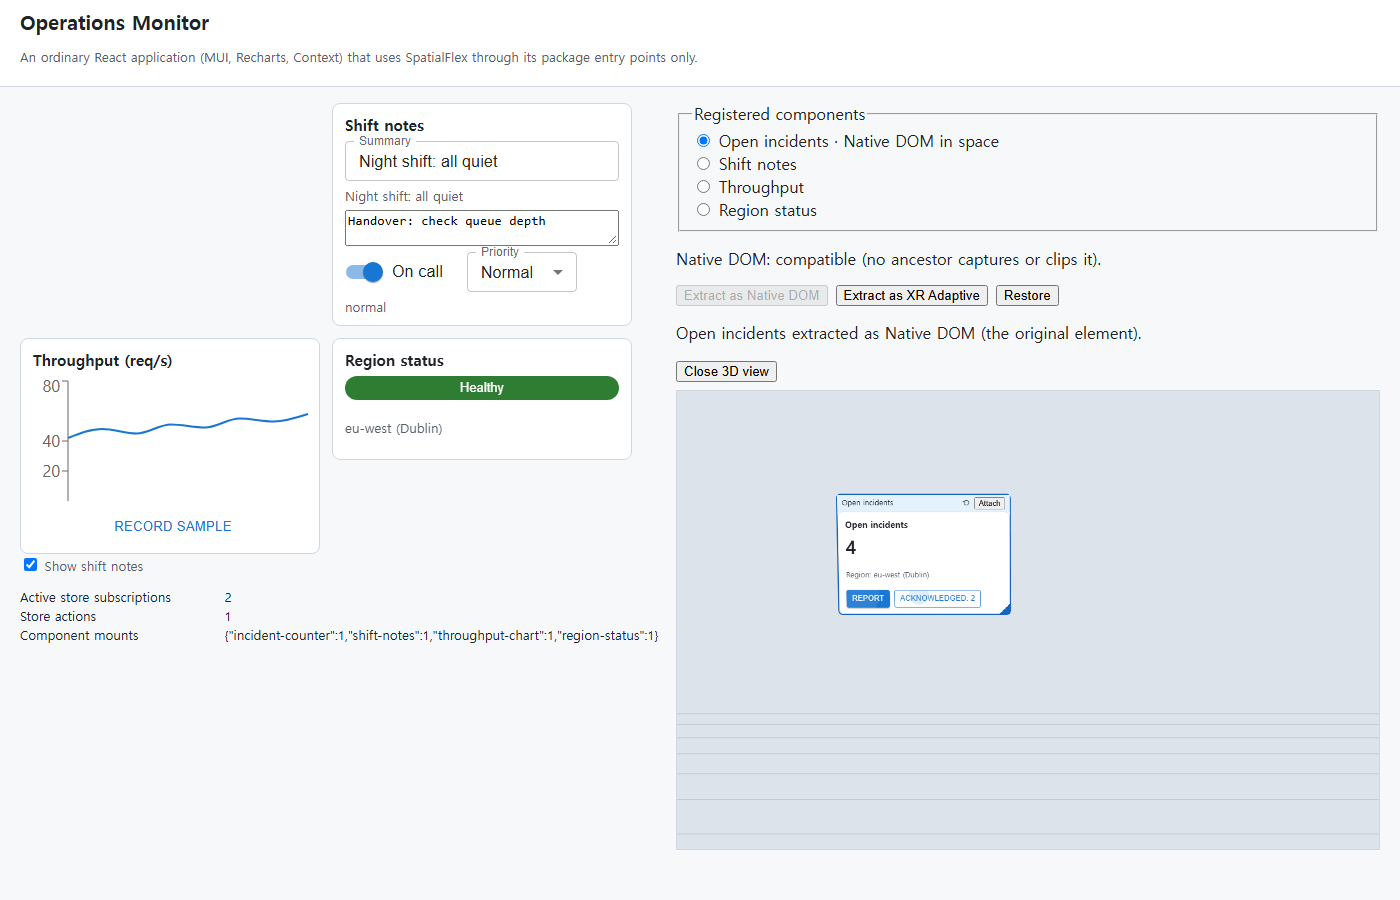 Operations Monitor
An ordinary React application (MUI, Recharts, Context) that uses SpatialFlex through its package entry points only.
Shift notes
Summary
Night shift: all quiet
Night shift: all quiet
Handover: check queue depth
On call
Priority
Normal
normal
Throughput (req/s)
80
40
20
RECORD SAMPLE
Region status
Healthy
eu-west (Dublin)
Show shift notes
Active store subscriptions 2
Store actions 1
Component mounts {"incident-counter":1,"shift-notes":1,"throughput-chart":1,"region-status":1}
Registered components
Open incidents · Native DOM in space
Shift notes
Throughput
Region status
Native DOM: compatible (no ancestor captures or clips it).
Extract as Native DOM Extract as XR Adaptive Restore
Open incidents extracted as Native DOM (the original element).
Close 3D view
Open incidents Attach
Open incidents
4
Region: eu-west (Dublin)
REPORT ACKNOWLEDGED: 2